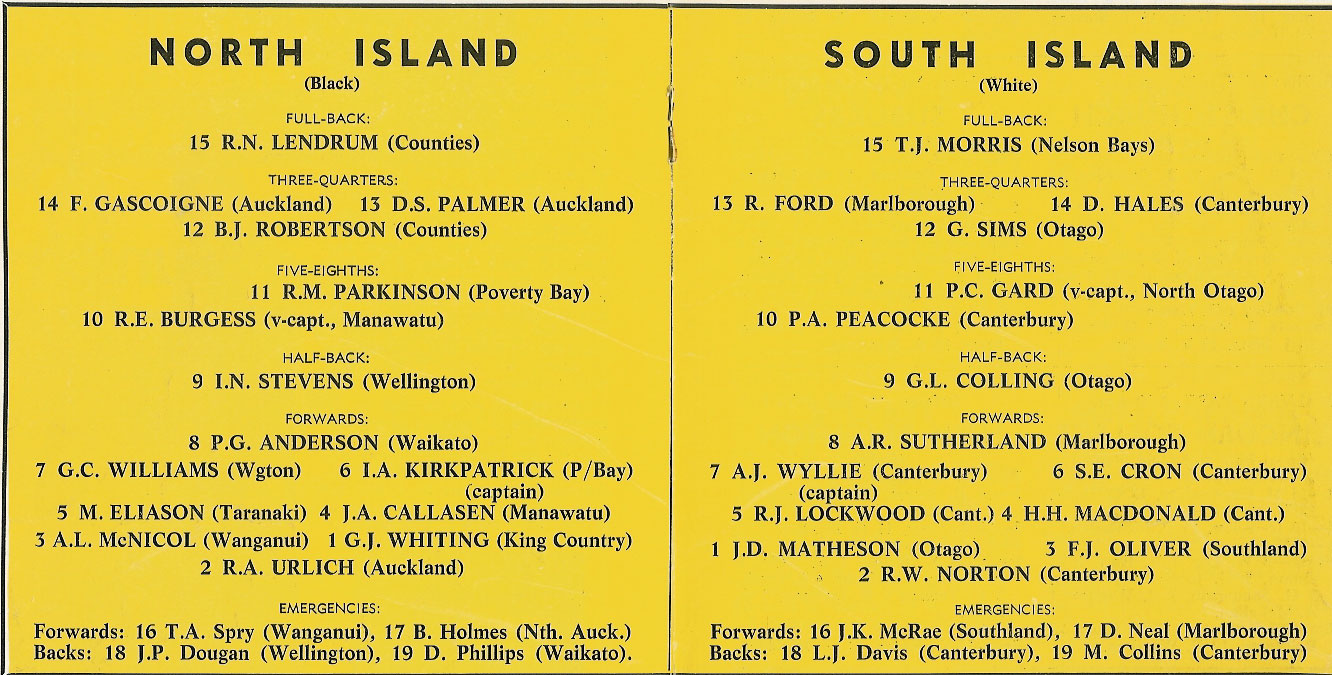 NORTH ISLAND
(Black)
FULL-BACK:
15 R.N. LENDRUM (Counties)
THREE-QUARTERS:
14 F. GASCOIGNE (Auckland) 13 D.S. PALMER (Auckland)
12 B.J. ROBERTSON (Counties)
FIVE-EIGHTHS:
11 R.M. PARKINSON (Poverty Bay)
10 R.E. BURGESS (v-capt., Manawatu)
HALF-BACK:
9 I.N. STEVENS (Wellington)
FORWARDS:
8 P.G. ANDERSON (Waikato)
7 G.C. WILLIAMS (Wgton) 6 I.A. KIRKPATRICK (P/Bay)
(captain)
5 M. ELIASON (Taranaki) 4 J.A. CALLASEN (Manawatu)
3 A.L. McNICOL (Wanganui) 1 G.J. WHITING (King Country)
2 R.A. URLICH (Auckland)
EMERGENCIES:
Forwards: 16 T.A. Spry (Wanganui), 17 B. Holmes (Nth. Auck.)
Backs: 18 J.P. Dougan (Wellington), 19 D. Phillips (Waikato).
SOUTH ISLAND
(White)
FULL-BACK:
15 T.J. MORRIS (Nelson Bays)
THREE-QUARTERS:
13 R. FORD (Marlborough) 14 D. HALES (Canterbury)
12 G. SIMS (Otago)
FIVE-EIGHTHS:
11 P.C. GARD (v-capt., North Otago)
10 P.A. PEACOCKE (Canterbury)
HALF-BACK:
9 G.L. COLLING (Otago)
FORWARDS:
8 A.R. SUTHERLAND (Marlborough)
7 A.J. WYLLIE (Canterbury) 6 S.E. CRON (Canterbury)
(captain)
5 R.J. LOCKWOOD (Cant.) 4 H.H. MACDONALD (Cant.)
1 J.D. MATHESON (Otago) 3 F.J. OLIVER (Southland)
2 R.W. NORTON (Canterbury)
EMERGENCIES:
Forwards: 16 J.K. McRae (Southland), 17 D. Neal (Marlborough)
Backs: 18 L.J. Davis (Canterbury), 19 M. Collins (Canterbury)